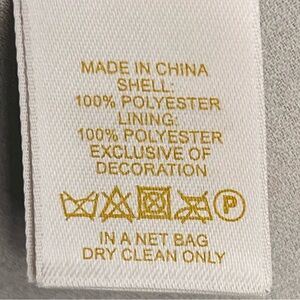 MADE IN CHINA
SHELL:
100% POLYESTER
LINING:
100% POLYESTER
EXCLUSIVE OF
DECORATION
P
IN A NET BAG
DRY CLEAN ONLY